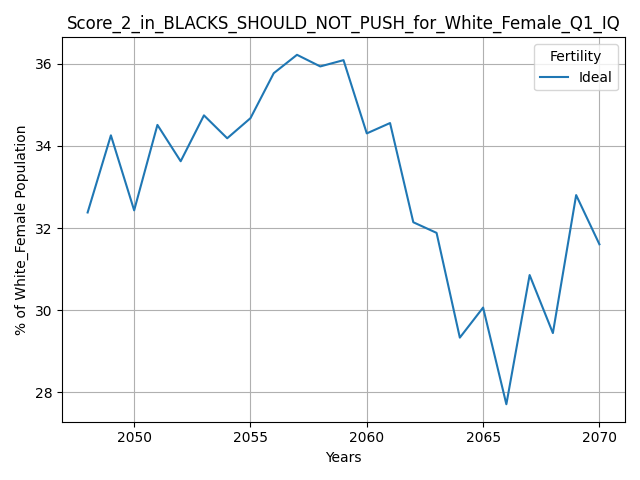 Score_2_in_BLACKS_SHOULD_NOT_PUSH_for_White_Female_Q1_IQ
Fertility
Ideal
% of White_Female Population
36
34
32
30
28
2050
2055
2060
2065
2070
Years